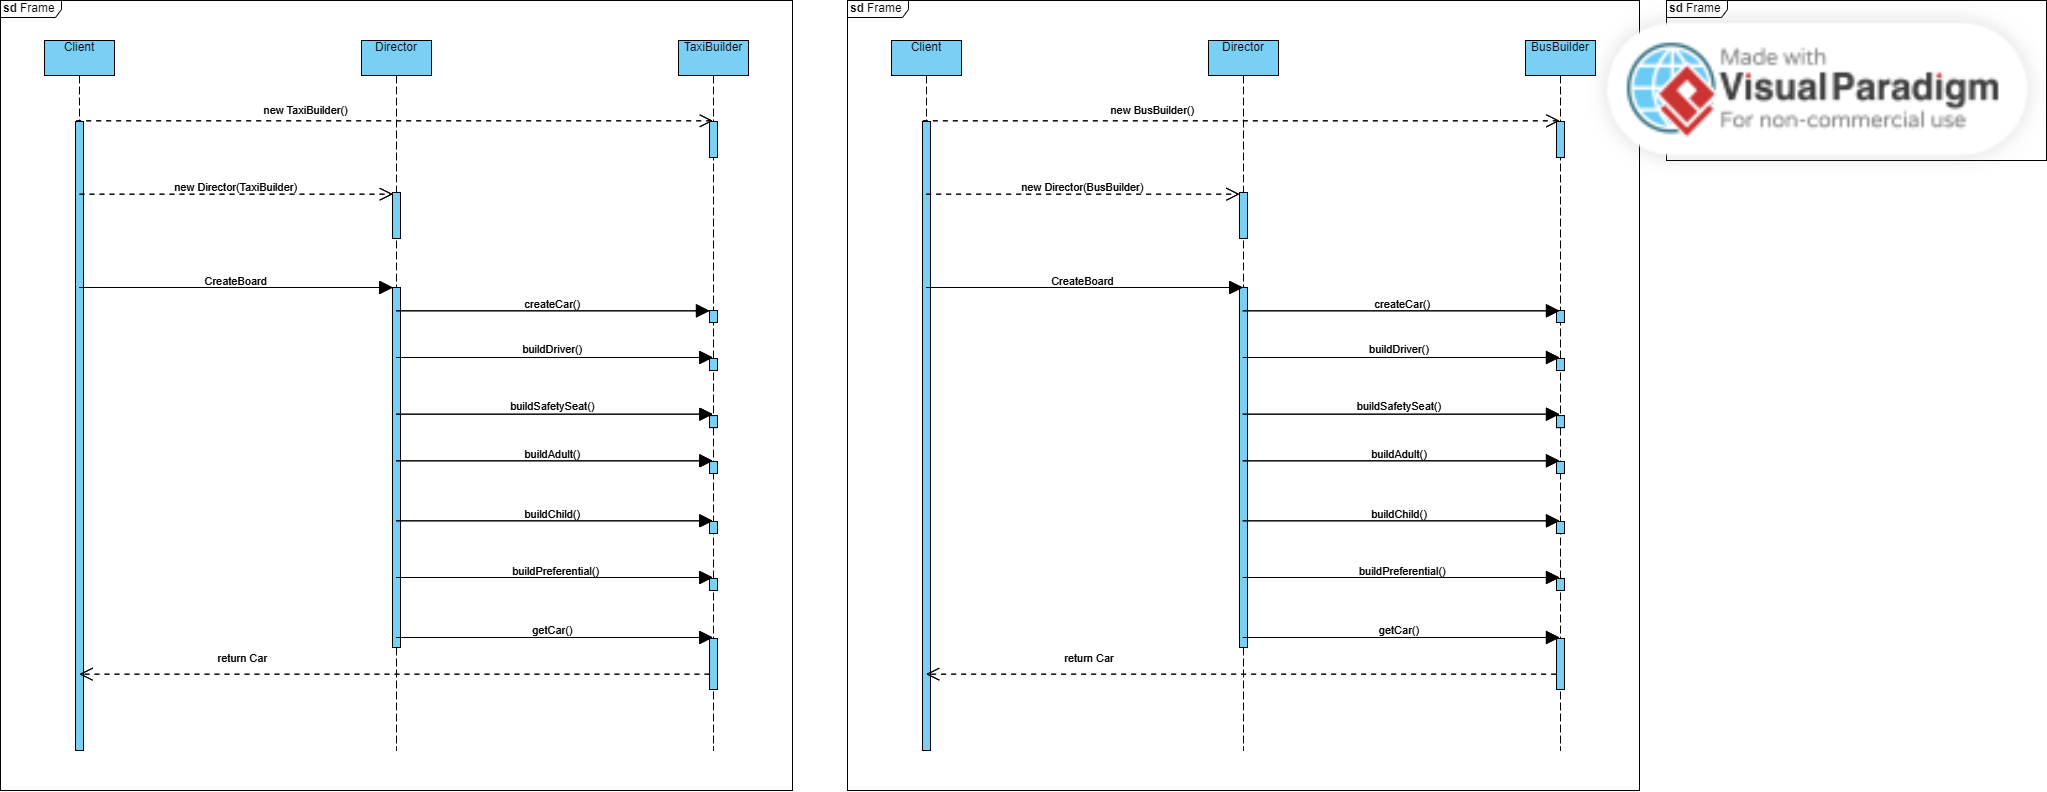 sd Frame
Client
Director
TaxiBuilder
new TaxiBuilder()
new Director(TaxiBuilder)
CreateBoard
createCar()
buildDriver()
buildSafetySeat()
buildAdult()
buildChild()
buildPreferential()
getCar()
return Car
sd Frame
Client
Director
BusBuilder
new BusBuilder()
new Director(BusBuilder)
CreateBoard
createCar()
buildDriver()
buildSafetySeat()
buildAdult()
buildChild()
buildPreferential()
getCar()
return Car
sd Frame
Made with
Visual Paradigm
For non-commercial use